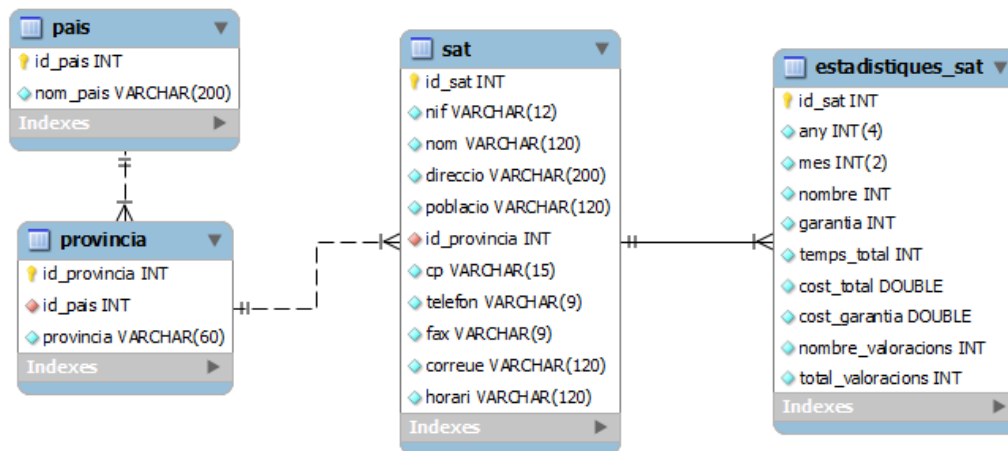 pais
id_pais INT
nom_pais VARCHAR(200)
Indexes
provincia
id_provincia INT
id_pais INT
provincia VARCHAR(60)
Indexes
sat
id_sat INT
nif VARCHAR(12)
nom VARCHAR(120)
direccio VARCHAR(200)
poblacio VARCHAR(120)
id_provincia INT
cp VARCHAR(15)
telefon VARCHAR(9)
fax VARCHAR(9)
correue VARCHAR(120)
horari VARCHAR(120)
Indexes
estadistiques_sat
id_sat INT
any INT(4)
mes INT(2)
nombre INT
garantia INT
temps_total INT
cost_total DOUBLE
cost_garantia DOUBLE
nombre_valoracions INT
total_valoracions INT
Indexes